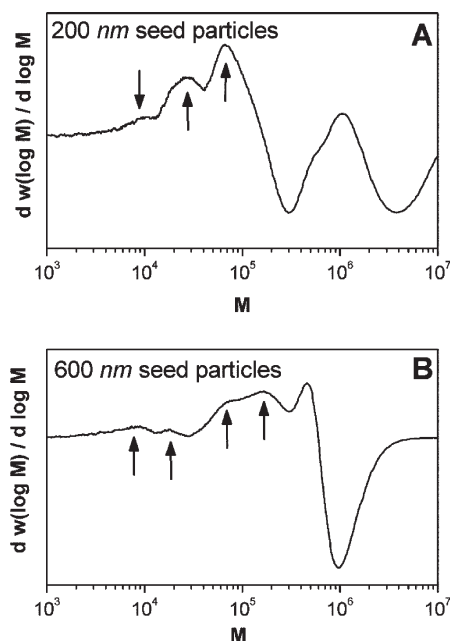 200 nm seed particles
A
d w(log M) / d log M
10³ 10⁴ 10⁵ 10⁶ 10⁷
M
600 nm seed particles
B
d w(log M) / d log M
10³ 10⁴ 10⁵ 10⁶ 10⁷
M